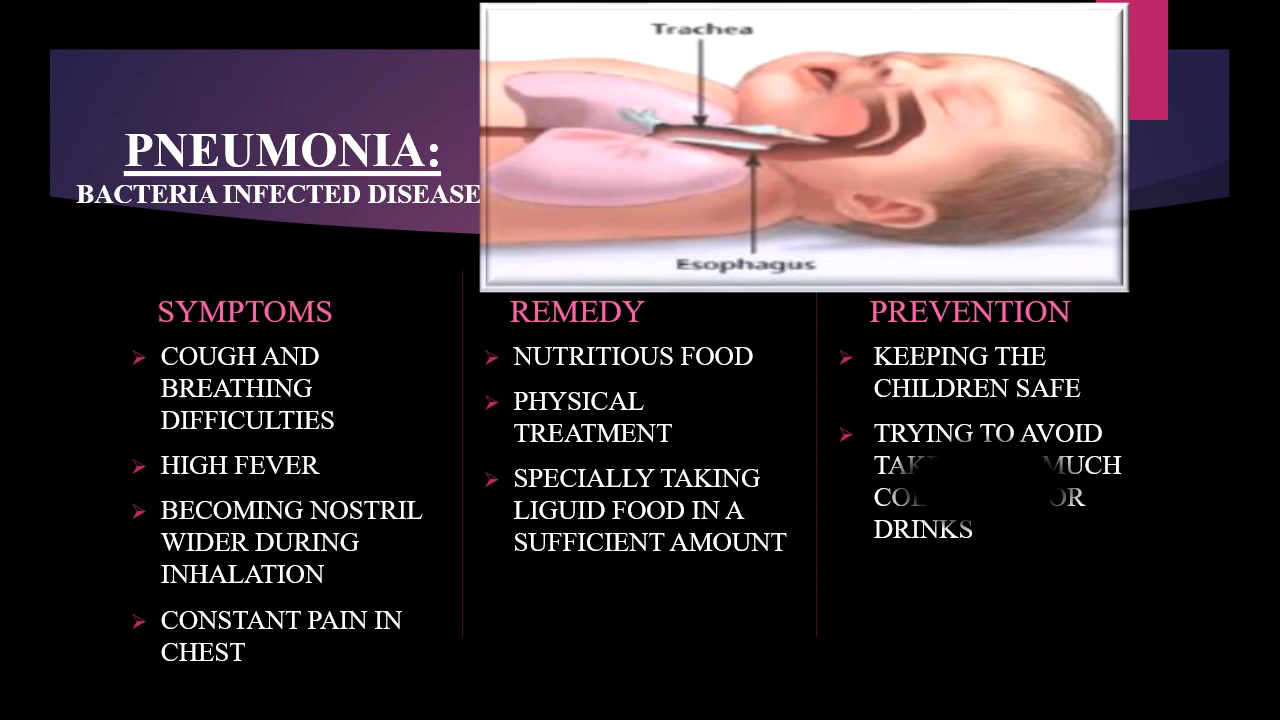 Trachea
PNEUMONIA:
BACTERIA INFECTED DISEASE
Esophagus
SYMPTOMS
COUGH AND
BREATHING
DIFFICULTIES
HIGH FEVER
BECOMING NOSTRIL
WIDER DURING
INHALATION
CONSTANT PAIN IN
CHEST
REMEDY
NUTRITIOUS FOOD
PHYSICAL
TREATMENT
SPECIALLY TAKING
LIGUID FOOD IN A
SUFFICIENT AMOUNT
PREVENTION
KEEPING THE
CHILDREN SAFE
TRYING TO AVOID
MUCH
OR
DRINKS